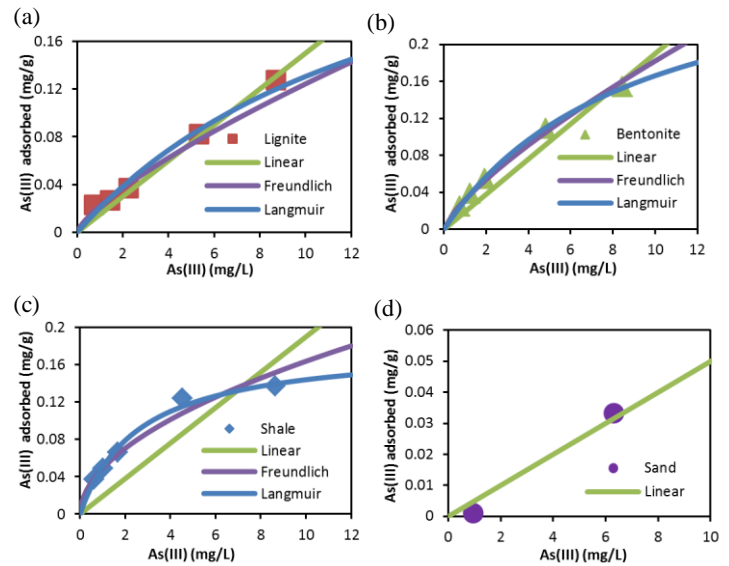 (a)
0.16
0.12
0.08
0.04
0
0 2 4 6 8 10 12
As(III) adsorbed (mg/g)
As(III) (mg/L)
Lignite
Linear
Freundlich
Langmuir
(b)
0.2
0.16
0.12
0.08
0.04
0
0 2 4 6 8 10 12
As(III) adsorbed (mg/g)
As(III) (mg/L)
Bentonite
Linear
Freundlich
Langmuir
(c)
0.2
0.16
0.12
0.08
0.04
0
0 2 4 6 8 10 12
As(III) adsorbed (mg/g)
As(III) (mg/L)
Shale
Linear
Freundlich
Langmuir
(d)
0.06
0.05
0.04
0.03
0.02
0.01
0
0 2 4 6 8 10
As(III) adsorbed (mg/g)
As(III) (mg/L)
Sand
Linear